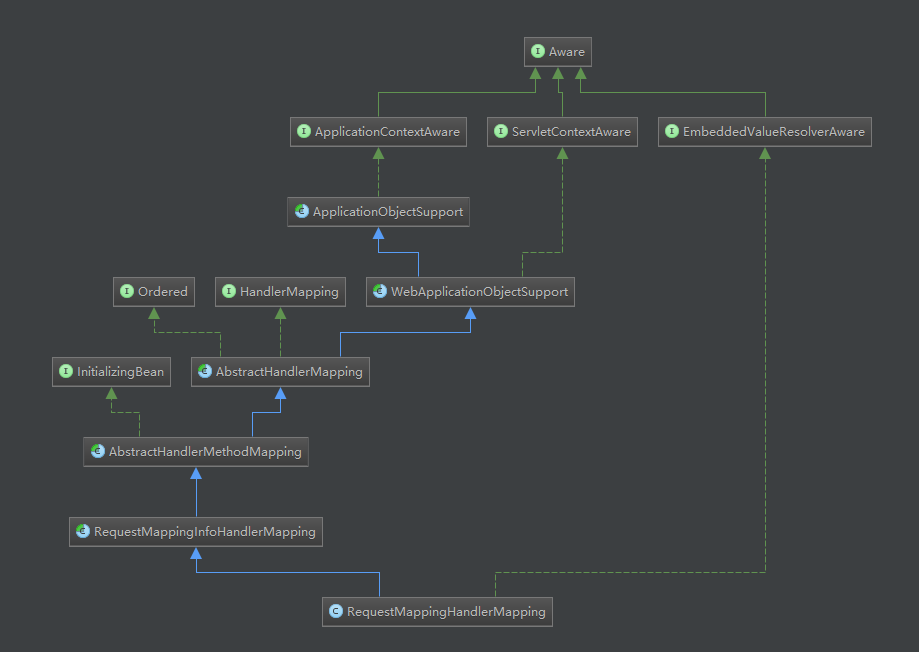 Aware
ApplicationContextAware
ServletContextAware
EmbeddedValueResolverAware
ApplicationObjectSupport
Ordered
HandlerMapping
WebApplicationObjectSupport
InitializingBean
AbstractHandlerMapping
AbstractHandlerMethodMapping
RequestMappingInfoHandlerMapping
RequestMappingHandlerMapping